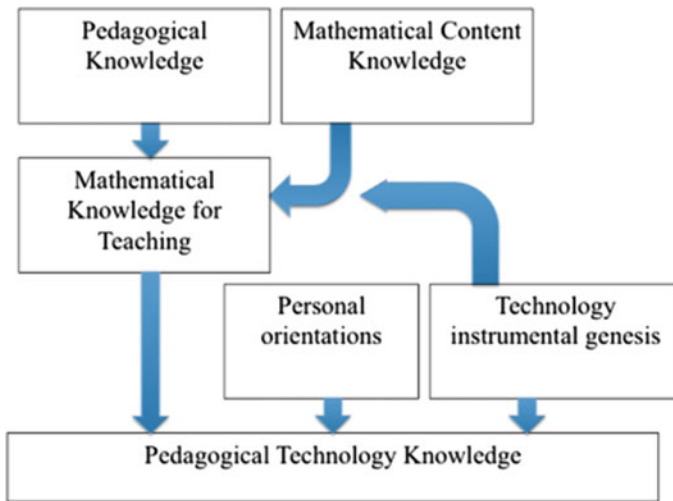 Pedagogical
Knowledge
Mathematical Content
Knowledge
Mathematical
Knowledge for
Teaching
Personal
orientations
Technology
instrumental genesis
Pedagogical Technology Knowledge